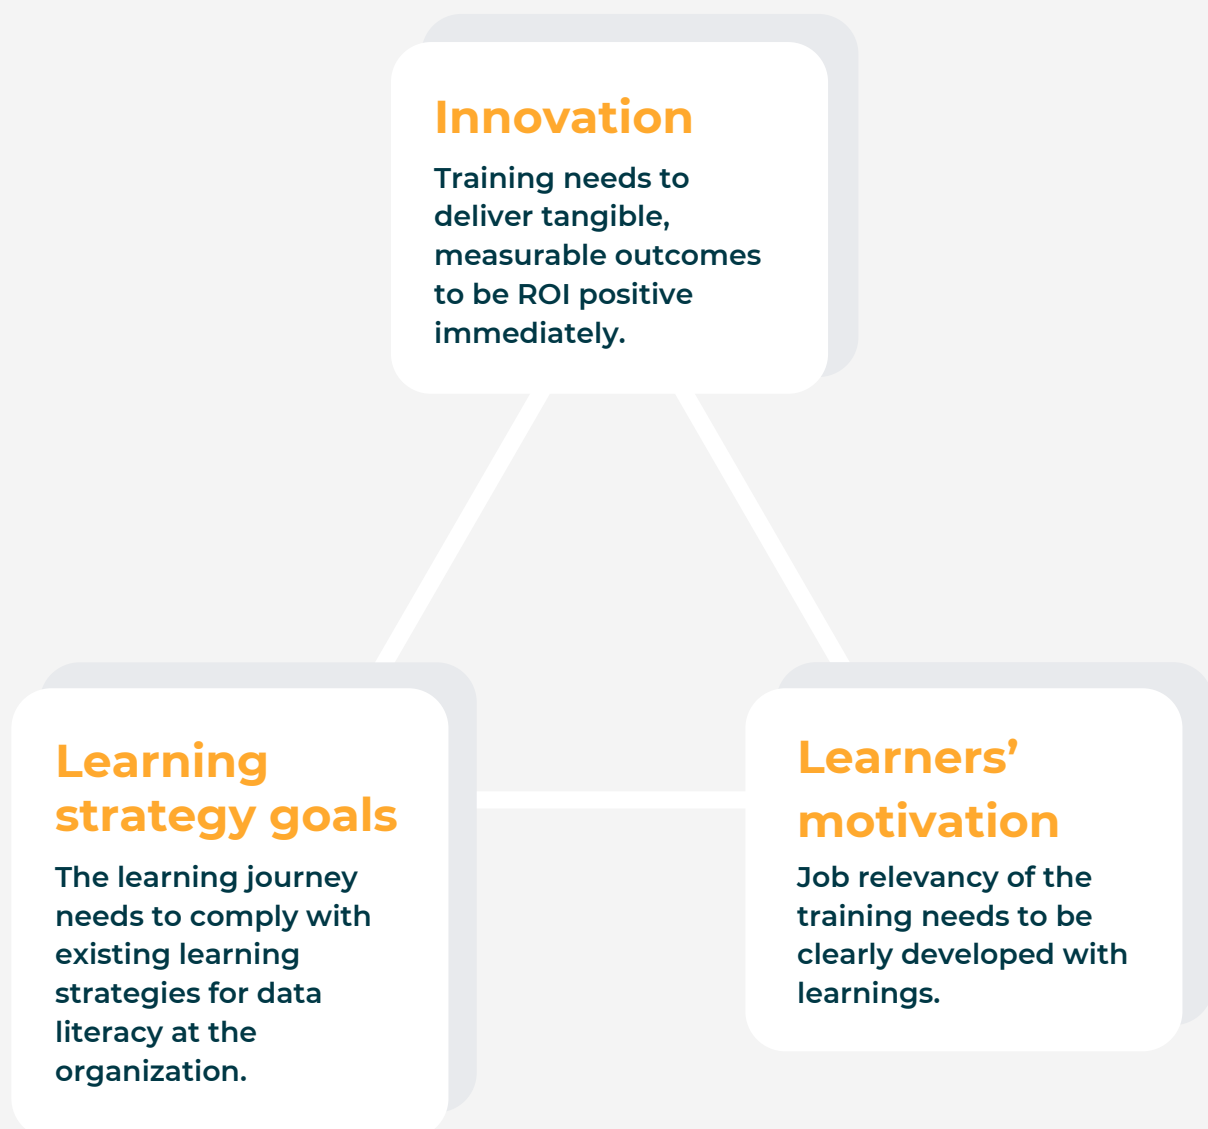 Innovation
Training needs to
deliver tangible,
measurable outcomes
to be ROI positive
immediately.
Learning
strategy goals
The learning journey
needs to comply with
existing learning
strategies for data
literacy at the
organization.
Learners’
motivation
Job relevancy of the
training needs to be
clearly developed with
learnings.